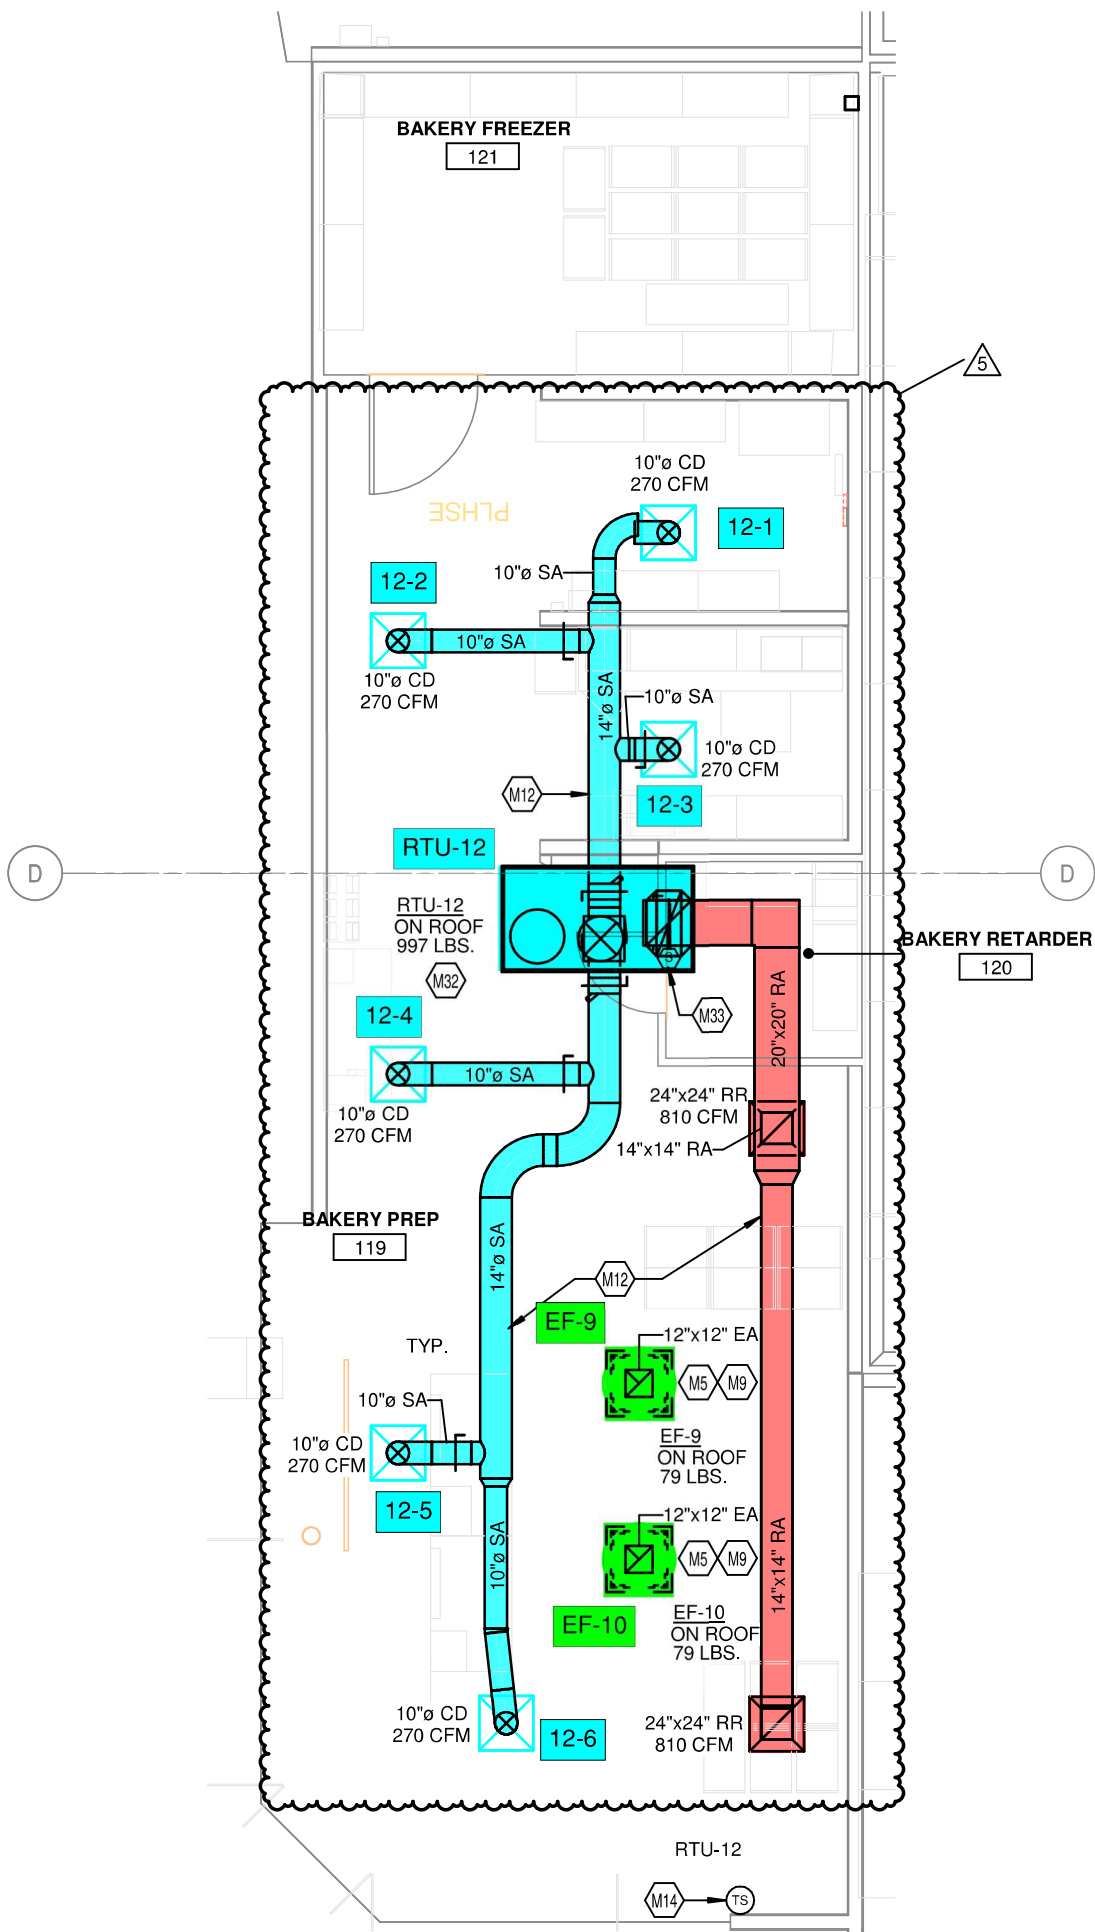 BAKERY FREEZER
121
5
10"ø CD
270 CFM
12-1
PLHSE
10"ø SA
12-2
10"ø SA
10"ø CD
270 CFM
14"ø SA
10"ø SA
10"ø CD
270 CFM
M12
12-3
RTU-12
D
D
RTU-12
ON ROOF
997 LBS.
M32
BAKERY RETARDER
120
M33
12-4
10"ø SA
10"ø CD
270 CFM
20"x20" RA
24"x24" RR
810 CFM
14"x14" RA
BAKERY PREP
119
14"ø SA
M12
EF-9
TYP.
12"x12" EA
M5
M9
10"ø SA
10"ø CD
270 CFM
EF-9
ON ROOF
79 LBS.
12-5
10"ø SA
12"x12" EA
M5
M9
14"x14" RA
EF-10
EF-10
ON ROOF
79 LBS.
10"ø CD
270 CFM
12-6
24"x24" RR
810 CFM
RTU-12
M14
TS